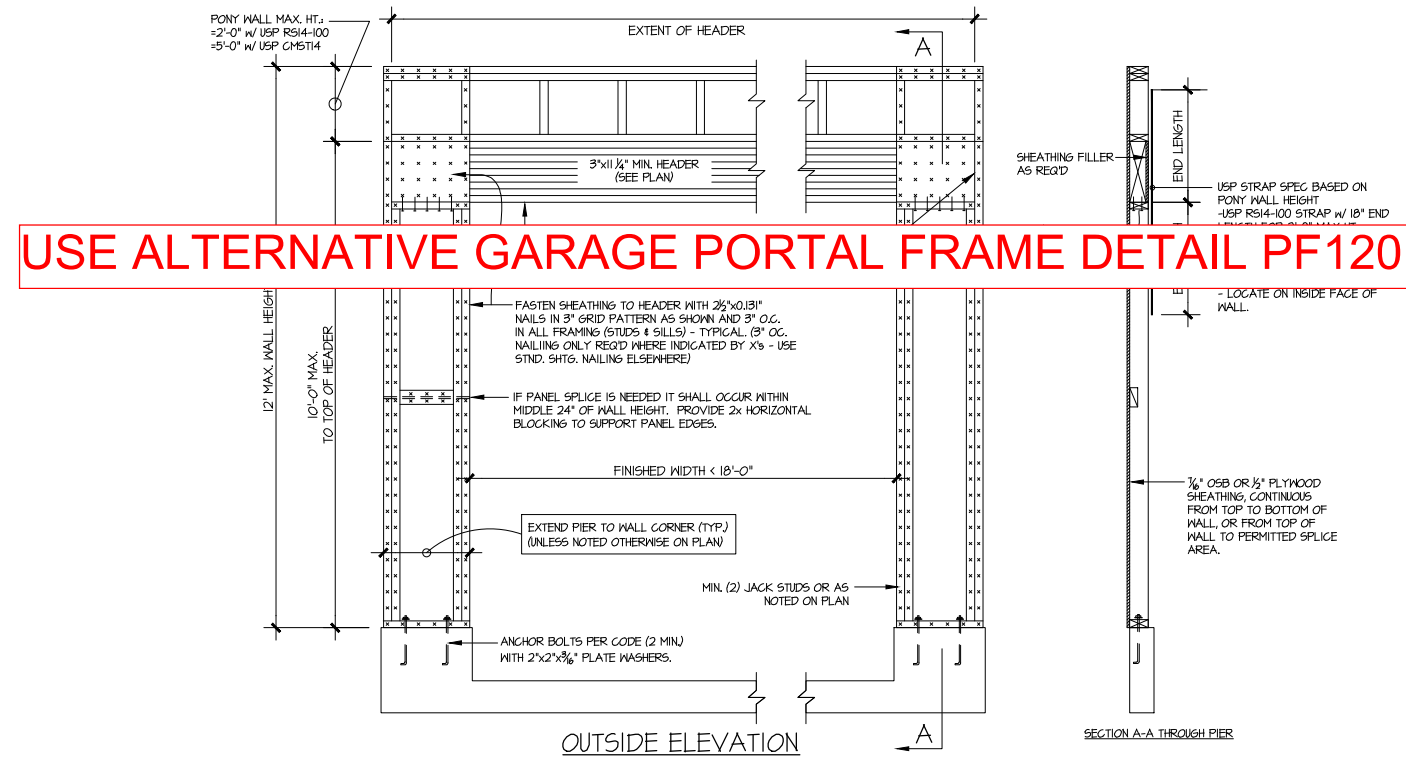 PONY WALL MAX. HT.:
=2'-0" W/ USP RS14-100
=5'-0" W/ USP CMST14
EXTENT OF HEADER
A
3"x11 1/4" MIN. HEADER
(SEE PLAN)
SHEATHING FILLER
AS REQ'D
END LENGTH
USP STRAP SPEC BASED ON
PONY WALL HEIGHT
-USP RS14-100 STRAP W/ 18" END
USE ALTERNATIVE GARAGE PORTAL FRAME DETAIL PF120
- LOCATE ON INSIDE FACE OF
WALL.
12' MAX. WALL HEIGHT
10'-0" MAX.
TO TOP OF HEADER
FASTEN SHEATHING TO HEADER WITH 2½"x0.131"
NAILS IN 3" GRID PATTERN AS SHOWN AND 3" O.C.
IN ALL FRAMING (STUDS & SILLS) - TYPICAL. (3" OC.
NAILIING ONLY REQ'D WHERE INDICATED BY X's - USE
STND. SHTG. NAILING ELSEWHERE)
IF PANEL SPLICE IS NEEDED IT SHALL OCCUR WITHIN
MIDDLE 24" OF WALL HEIGHT. PROVIDE 2x HORIZONTAL
BLOCKING TO SUPPORT PANEL EDGES.
FINISHED WIDTH < 18'-0"
7/16" OSB OR ½" PLYWOOD
SHEATHING, CONTINUOUS
FROM TOP TO BOTTOM OF
WALL, OR FROM TOP OF
WALL TO PERMITTED SPLICE
AREA.
EXTEND PIER TO WALL CORNER (TYP.)
(UNLESS NOTED OTHERWISE ON PLAN)
MIN. (2) JACK STUDS OR AS
NOTED ON PLAN
ANCHOR BOLTS PER CODE (2 MIN.)
WITH 2"x2"x3/16" PLATE WASHERS.
A
OUTSIDE ELEVATION
SECTION A-A THROUGH PIER